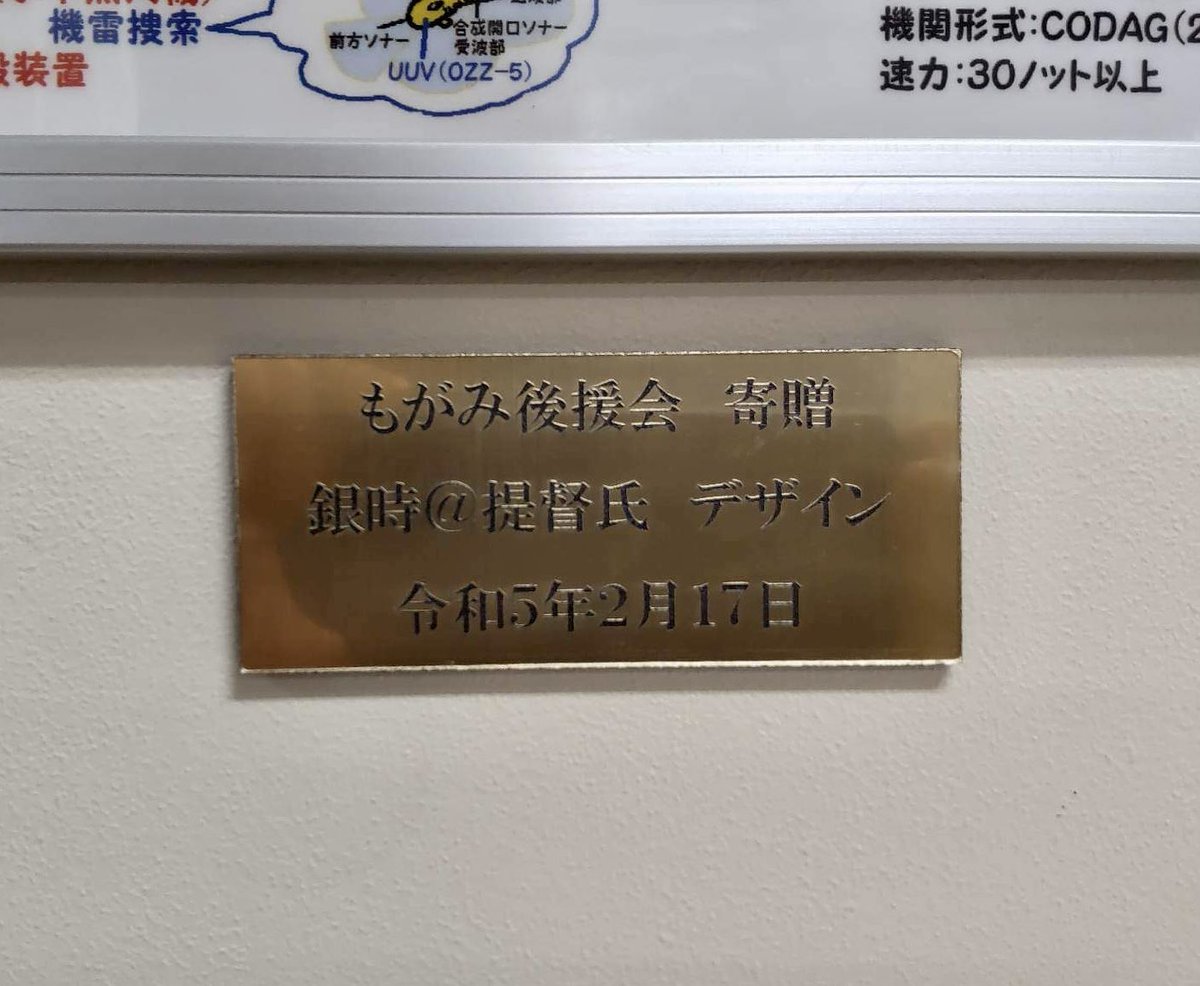 機雷捜索
装置
前方ソナー
合成開口ソナー
受波部
UUV(OZZ-5)
機関形式:CODAG(2
速力:30ノット以上
もがみ後援会 寄贈
銀時@提督氏 デザイン
令和5年2月17日